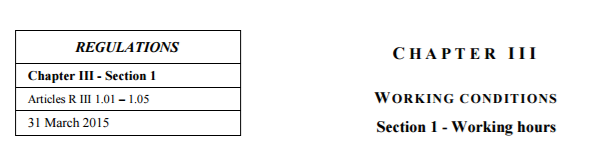 REGULATIONS
Chapter III - Section 1
Articles R III 1.01 – 1.05
31 March 2015
CHAPTER III
WORKING CONDITIONS
Section 1 - Working hours